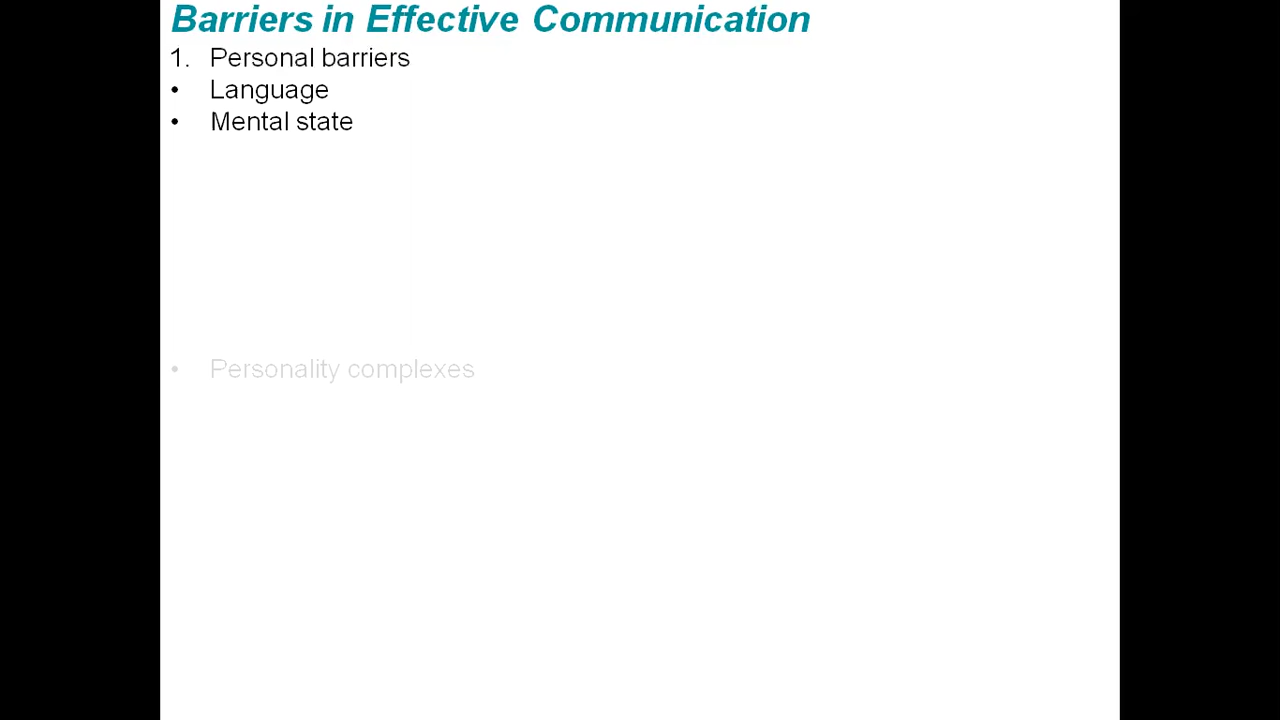 Barriers in Effective Communication
1. Personal barriers
• Language
• Mental state
• Personality complexes